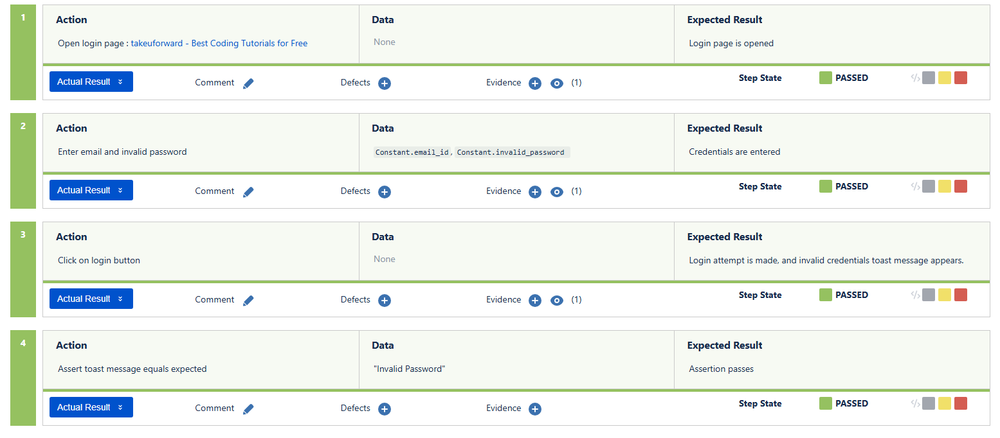 1
Action Data Expected Result
Open login page : takeuforward - Best Coding Tutorials for Free None Login page is opened
Actual Result Comment Defects Evidence (1) Step State PASSED </>
2
Action Data Expected Result
Enter email and invalid password Constant.email_id, Constant.invalid_password Credentials are entered
Actual Result Comment Defects Evidence (1) Step State PASSED </>
3
Action Data Expected Result
Click on login button None Login attempt is made, and invalid credentials toast message appears.
Actual Result Comment Defects Evidence (1) Step State PASSED </>
4
Action Data Expected Result
Assert toast message equals expected "Invalid Password" Assertion passes
Actual Result Comment Defects Evidence Step State PASSED </>